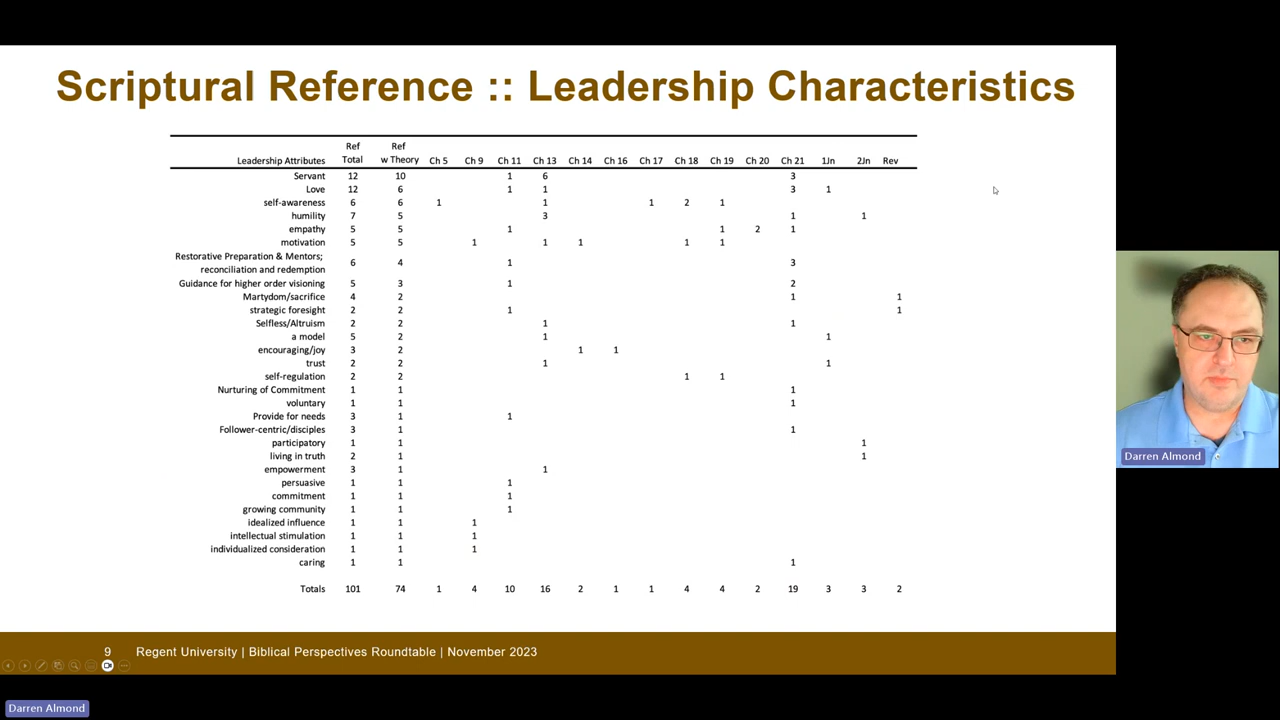 Scriptural Reference :: Leadership Characteristics
Leadership Attributes Ref Total Ref w Theory Ch 5 Ch 9 Ch 11 Ch 13 Ch 14 Ch 16 Ch 17 Ch 18 Ch 19 Ch 20 Ch 21 1Jn 2Jn Rev
Servant 12 10 1 6 3
Love 12 6 1 1 3 1
self-awareness 6 6 1 1 1 2 1
humility 7 5 3 1 1
empathy 5 5 1 1 2 1
motivation 5 5 1 1 1 1 1
Restorative Preparation & Mentors;
reconciliation and redemption 6 4 1 3
Guidance for higher order visioning 5 3 1 2
Martydom/sacrifice 4 2 1 1
strategic foresight 2 2 1 1
Selfless/Altruism 2 2 1 1
a model 5 2 1 1
encouraging/joy 3 2 1 1
trust 2 2 1 1
self-regulation 2 2 1 1
Nurturing of Commitment 1 1 1
voluntary 1 1 1
Provide for needs 3 1 1
Follower-centric/disciples 3 1 1
participatory 1 1 1
living in truth 2 1 1
empowerment 3 1 1
persuasive 1 1 1
commitment 1 1 1
growing community 1 1 1
idealized influence 1 1 1
intellectual stimulation 1 1 1
individualized consideration 1 1 1
caring 1 1 1
Totals 101 74 1 4 10 16 2 1 1 4 4 2 19 3 3 2
9 Regent University | Biblical Perspectives Roundtable | November 2023
Darren Almond
Darren Almond